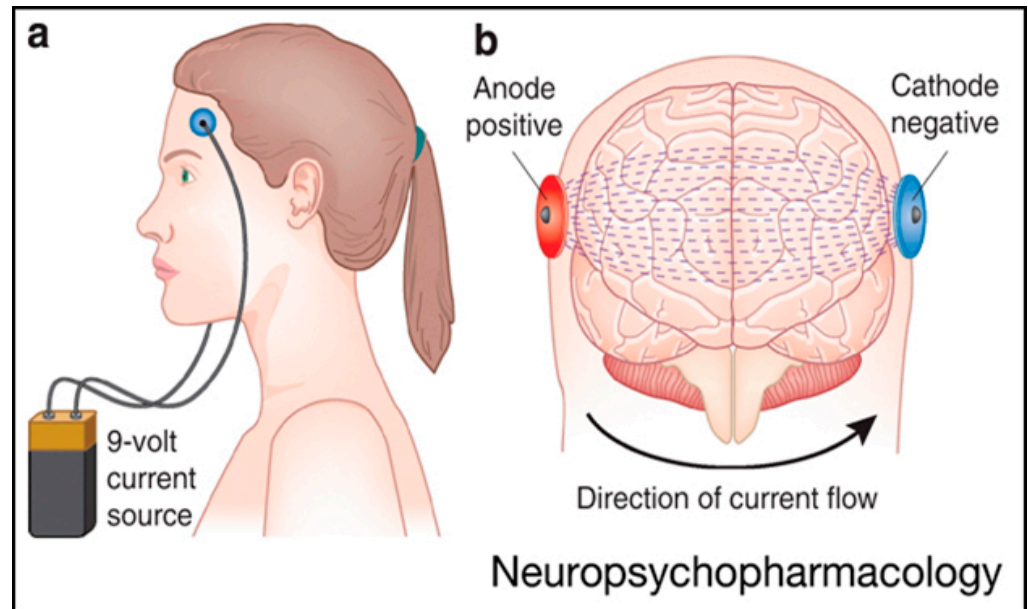 a
9-volt
current
source
b
Anode
positive
Cathode
negative
Direction of current flow
Neuropsychopharmacology